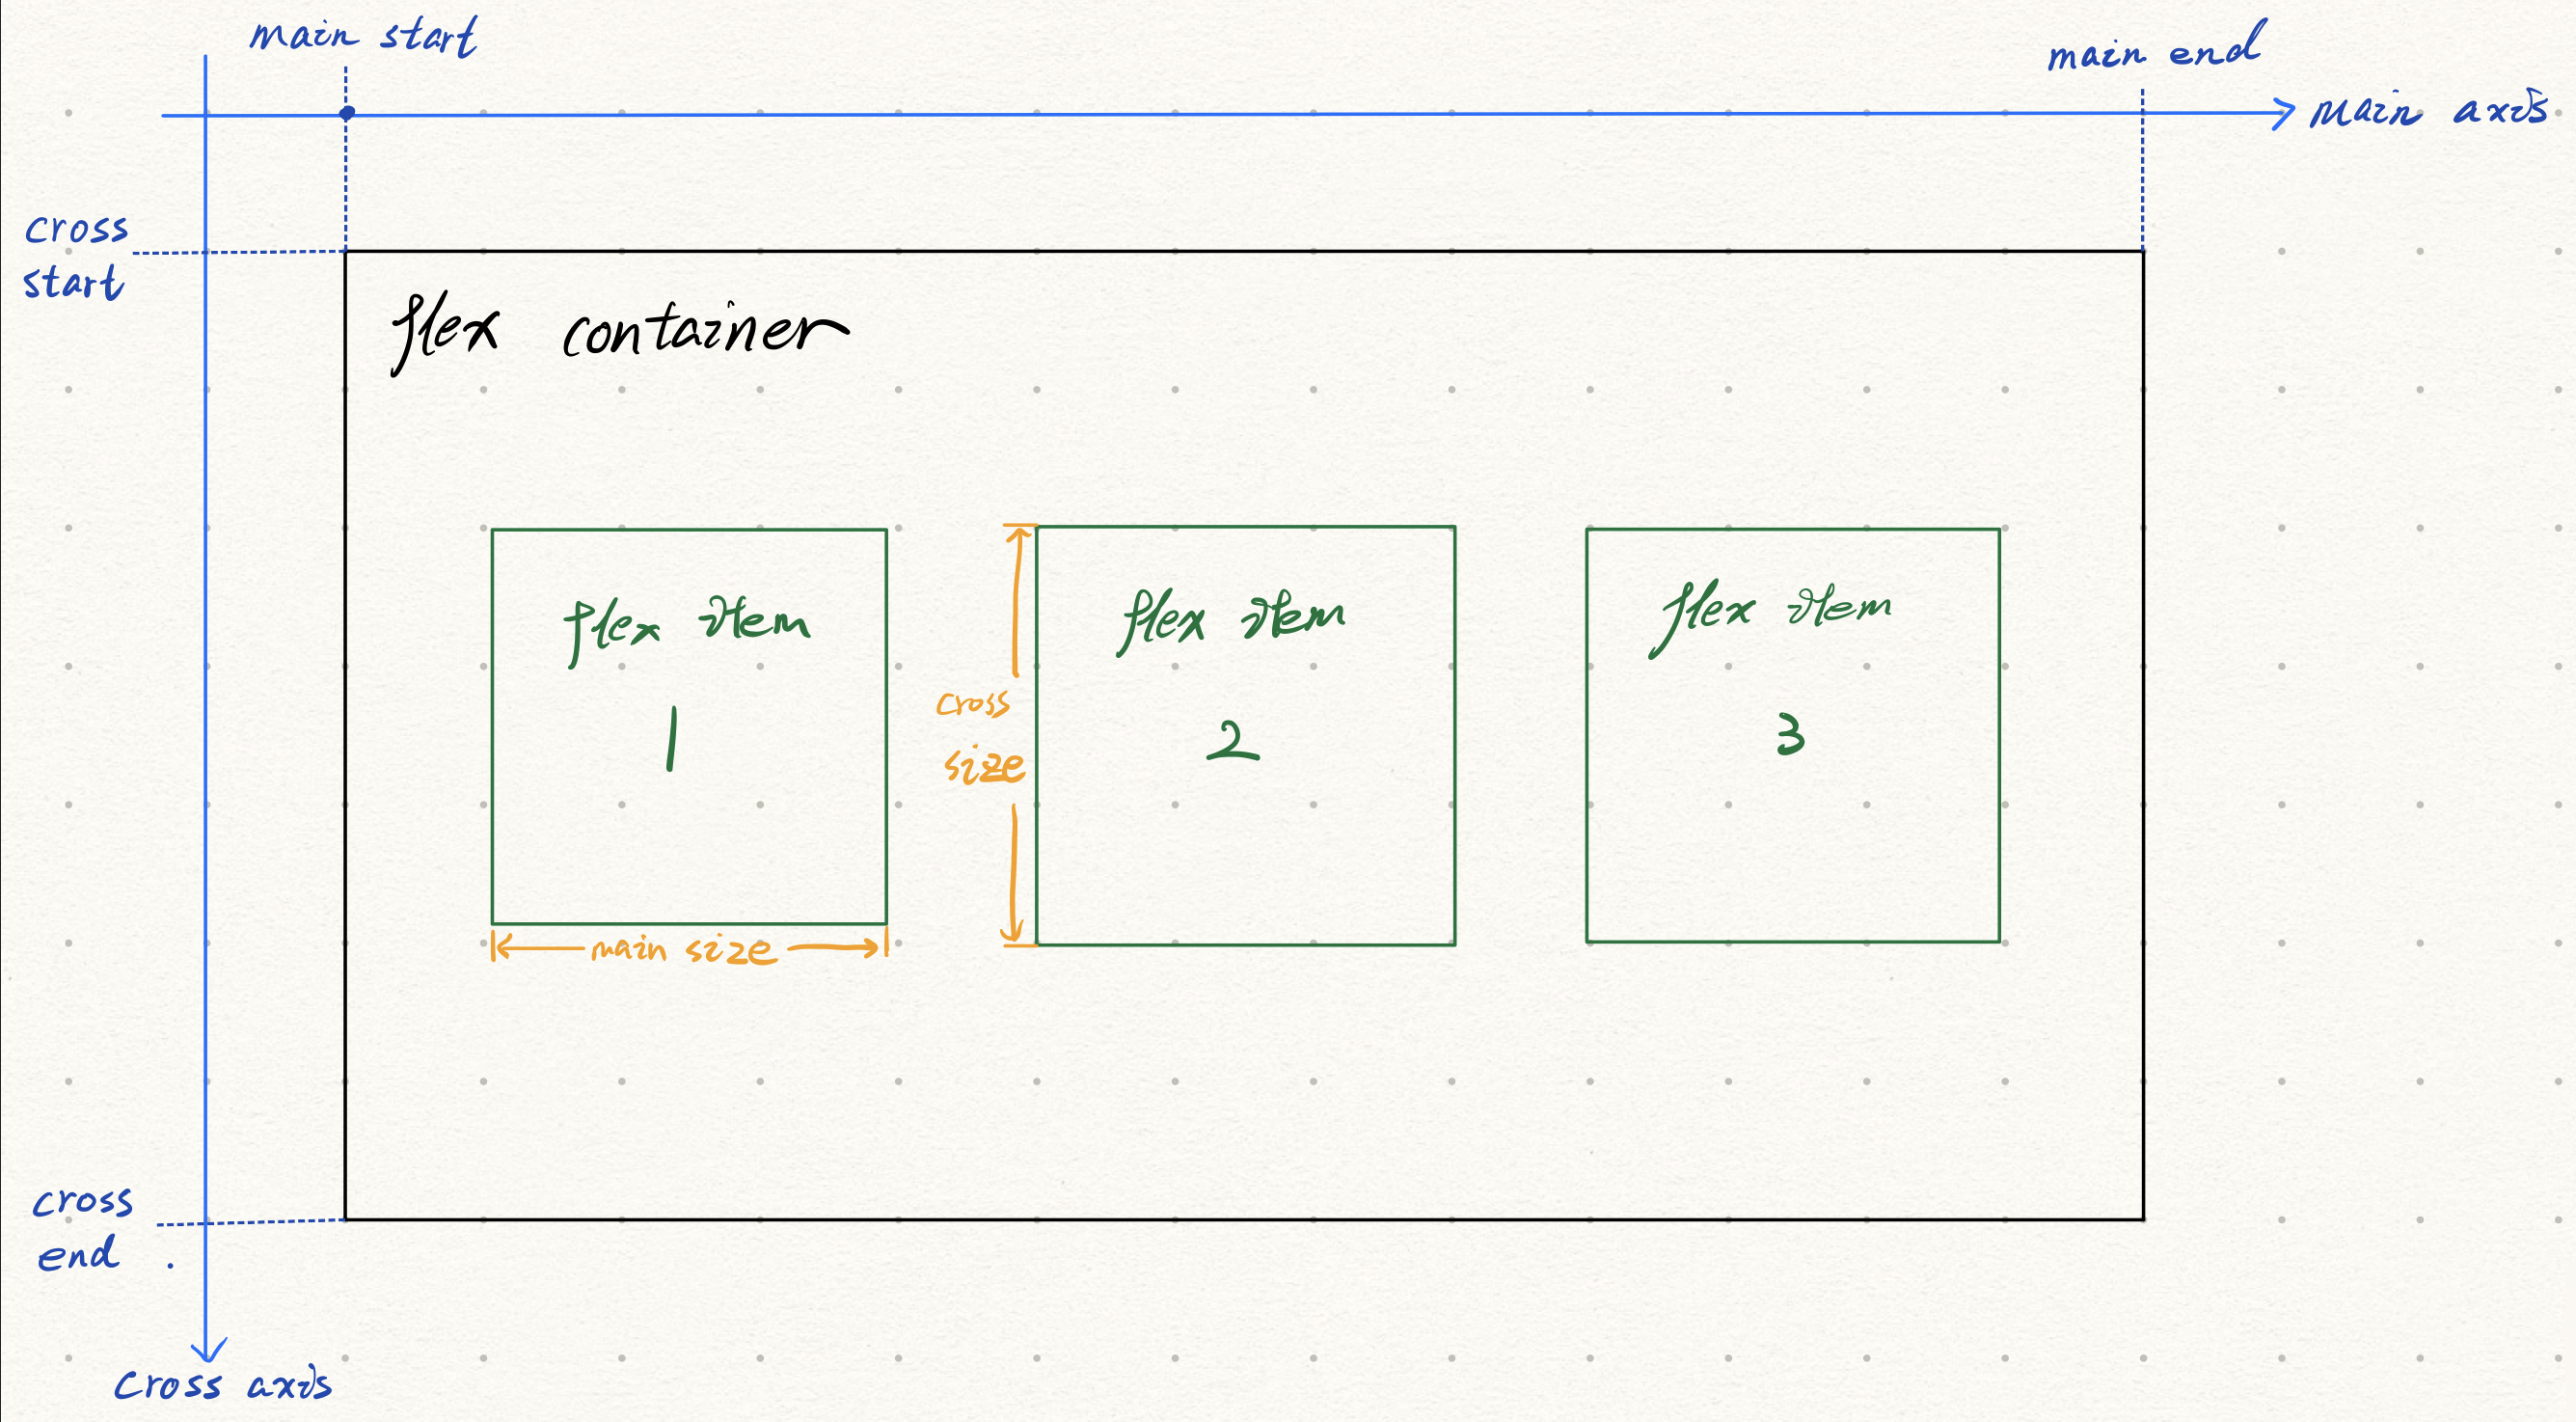 main start
main end
main axis
cross
start
flex container
flex item
1
flex item
2
flex item
3
cross
size
main size
cross
end .
Cross axis